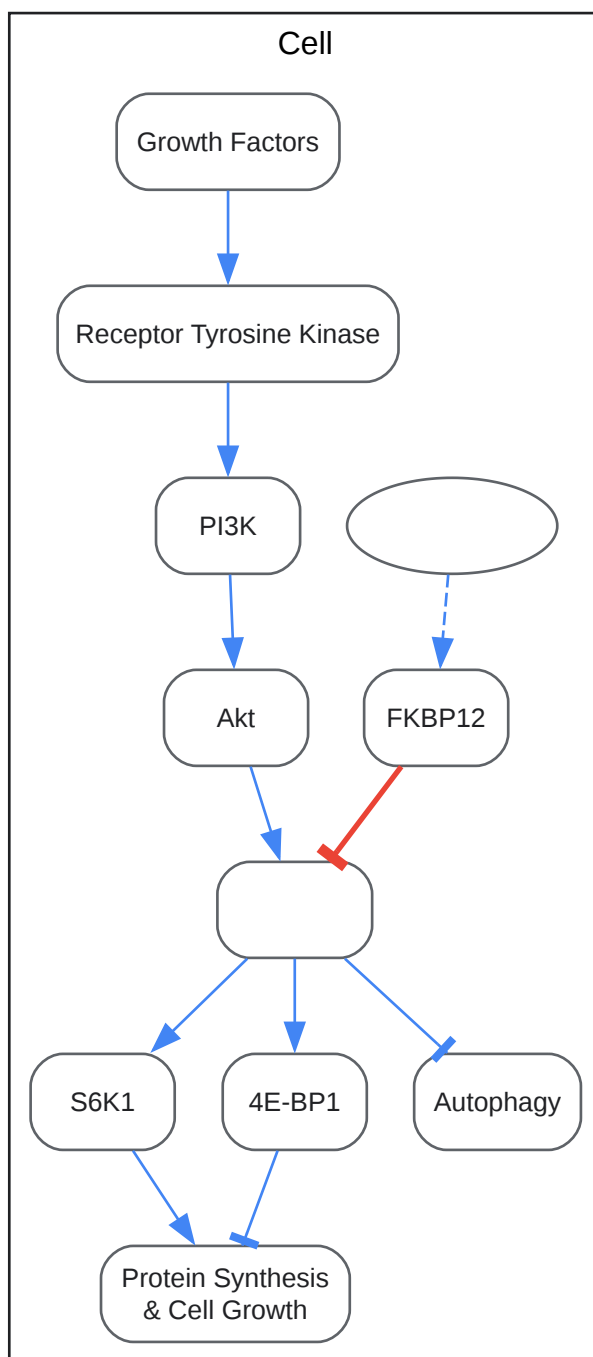 Cell
Growth Factors
Receptor Tyrosine Kinase
PI3K
Akt
FKBP12
S6K1
4E-BP1
Autophagy
Protein Synthesis
& Cell Growth